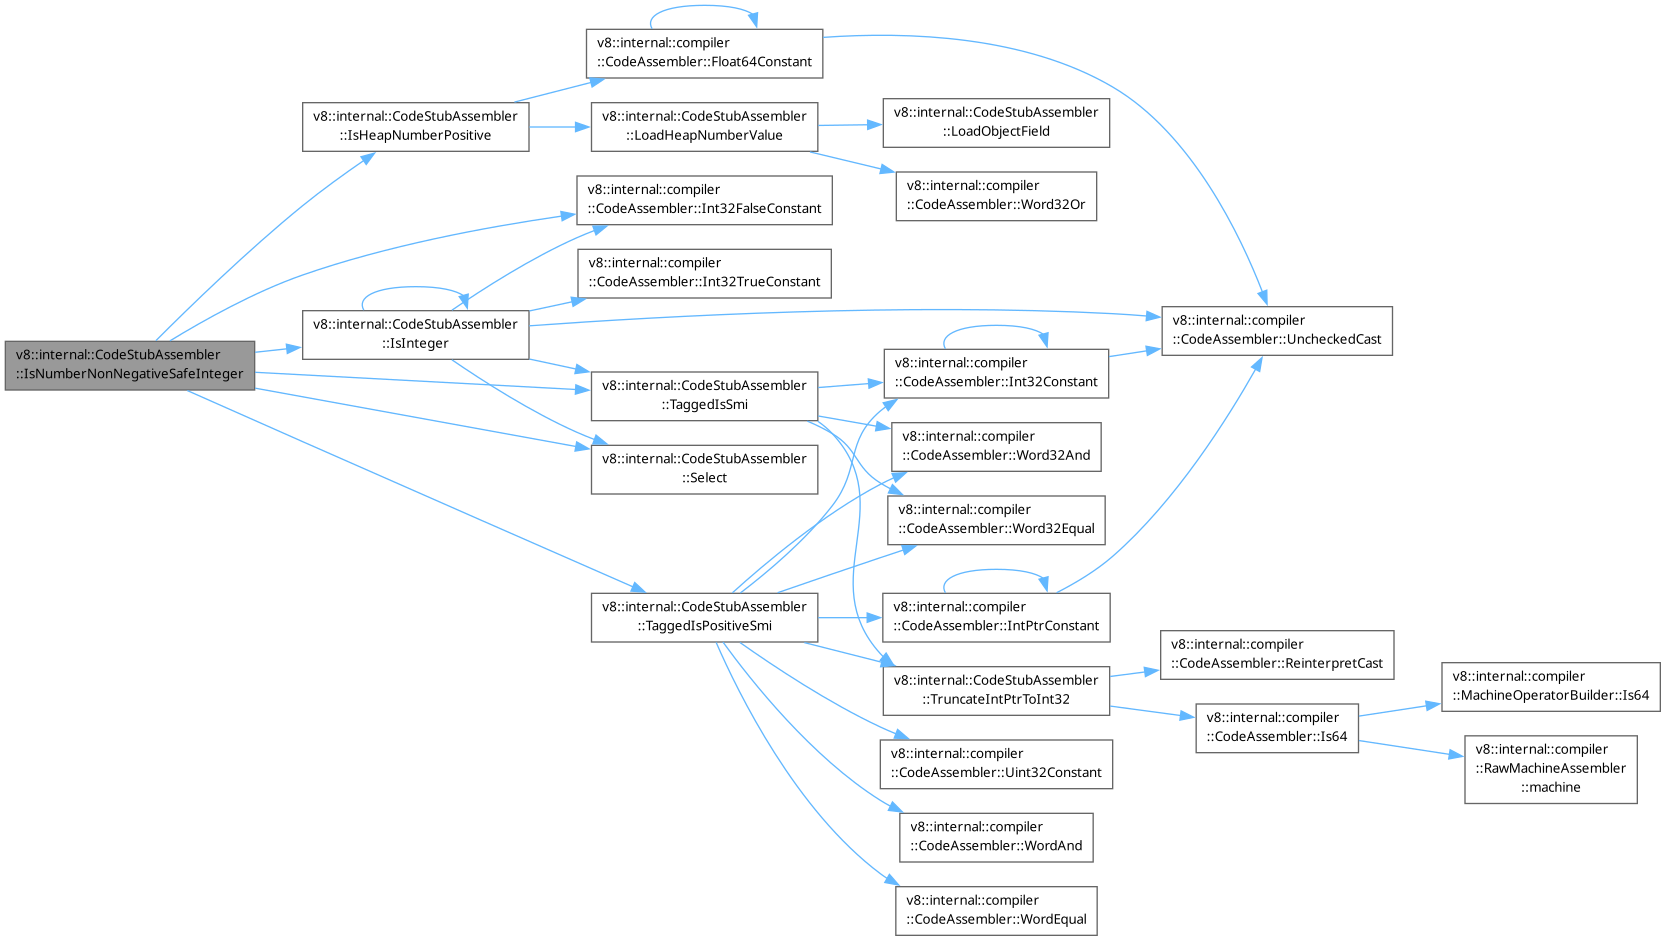 v8::internal::compiler
::CodeAssembler::Float64Constant
v8::internal::CodeStubAssembler
::IsHeapNumberPositive
v8::internal::CodeStubAssembler
::LoadHeapNumberValue
v8::internal::CodeStubAssembler
::LoadObjectField
v8::internal::compiler
::CodeAssembler::Word32Or
v8::internal::compiler
::CodeAssembler::Int32FalseConstant
v8::internal::compiler
::CodeAssembler::Int32TrueConstant
v8::internal::CodeStubAssembler
::IsInteger
v8::internal::compiler
::CodeAssembler::UncheckedCast
v8::internal::CodeStubAssembler
::IsNumberNonNegativeSafeInteger
v8::internal::compiler
::CodeAssembler::Int32Constant
v8::internal::CodeStubAssembler
::TaggedIsSmi
v8::internal::compiler
::CodeAssembler::Word32And
v8::internal::CodeStubAssembler
::Select
v8::internal::compiler
::CodeAssembler::Word32Equal
v8::internal::CodeStubAssembler
::TaggedIsPositiveSmi
v8::internal::compiler
::CodeAssembler::IntPtrConstant
v8::internal::compiler
::CodeAssembler::ReinterpretCast
v8::internal::CodeStubAssembler
::TruncateIntPtrToInt32
v8::internal::compiler
::MachineOperatorBuilder::Is64
v8::internal::compiler
::CodeAssembler::Is64
v8::internal::compiler
::RawMachineAssembler
::machine
v8::internal::compiler
::CodeAssembler::Uint32Constant
v8::internal::compiler
::CodeAssembler::WordAnd
v8::internal::compiler
::CodeAssembler::WordEqual